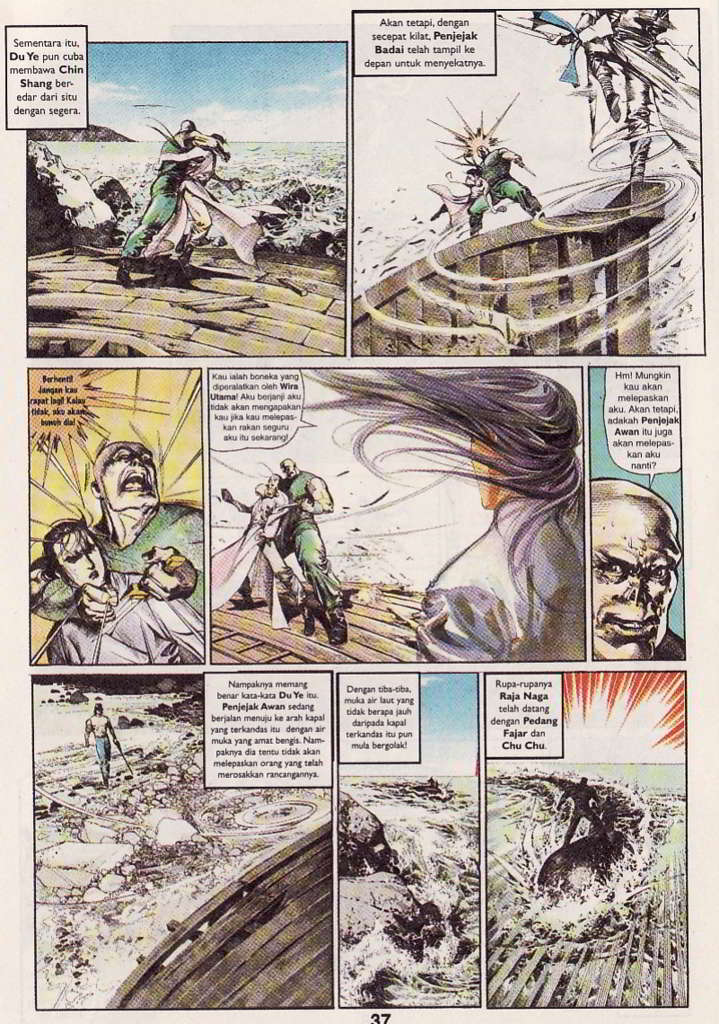 Sementara itu,
Du Ye pun cuba
membawa Chin
Shang ber-
edar dari situ
dengan segera.
Akan tetapi, dengan
secepat kilat, Penjejak
Badai telah tampil ke
depan untuk menyekatnya.
Berhenti!
Jangan kau
rapat lagi! Kalau
tidak, aku akan
bunuh dia!
Kau ialah boneka yang
diperalatkan oleh Wira
Utama! Aku berjanji aku
tidak akan mengapakan
kau jika kau melepas-
kan rakan seguru
aku itu sekarang!
Hm! Mungkin
kau akan
melepaskan
aku. Akan tetapi,
adakah Penjejak
Awan itu juga
akan melepas-
kan aku
nanti?
Nampaknya memang
benar kata-kata Du Ye itu.
Penjejak Awan sedang
berjalan menuju ke arah kapal
yang terkandas itu dengan air
muka yang amat bengis. Nam-
paknya dia tentu tidak akan
melepaskan orang yang telah
merosakkan rancangannya.
Dengan tiba-tiba,
muka air laut yang
tidak berapa jauh
daripada kapal
terkandas itu pun
mula bergolak!
Rupa-rupanya
Raja Naga
telah datang
dengan Pedang
Fajar dan
Chu Chu.
37